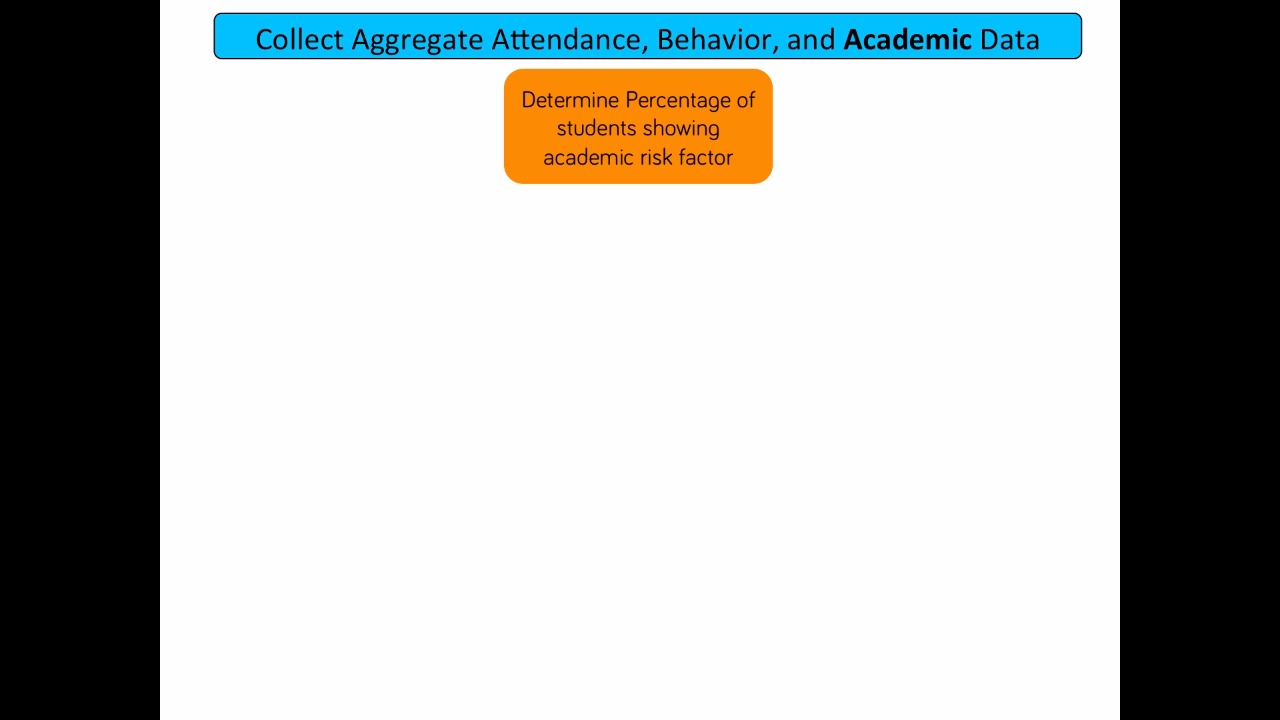 Collect Aggregate Attendance, Behavior, and Academic Data
Determine Percentage of
students showing
academic risk factor